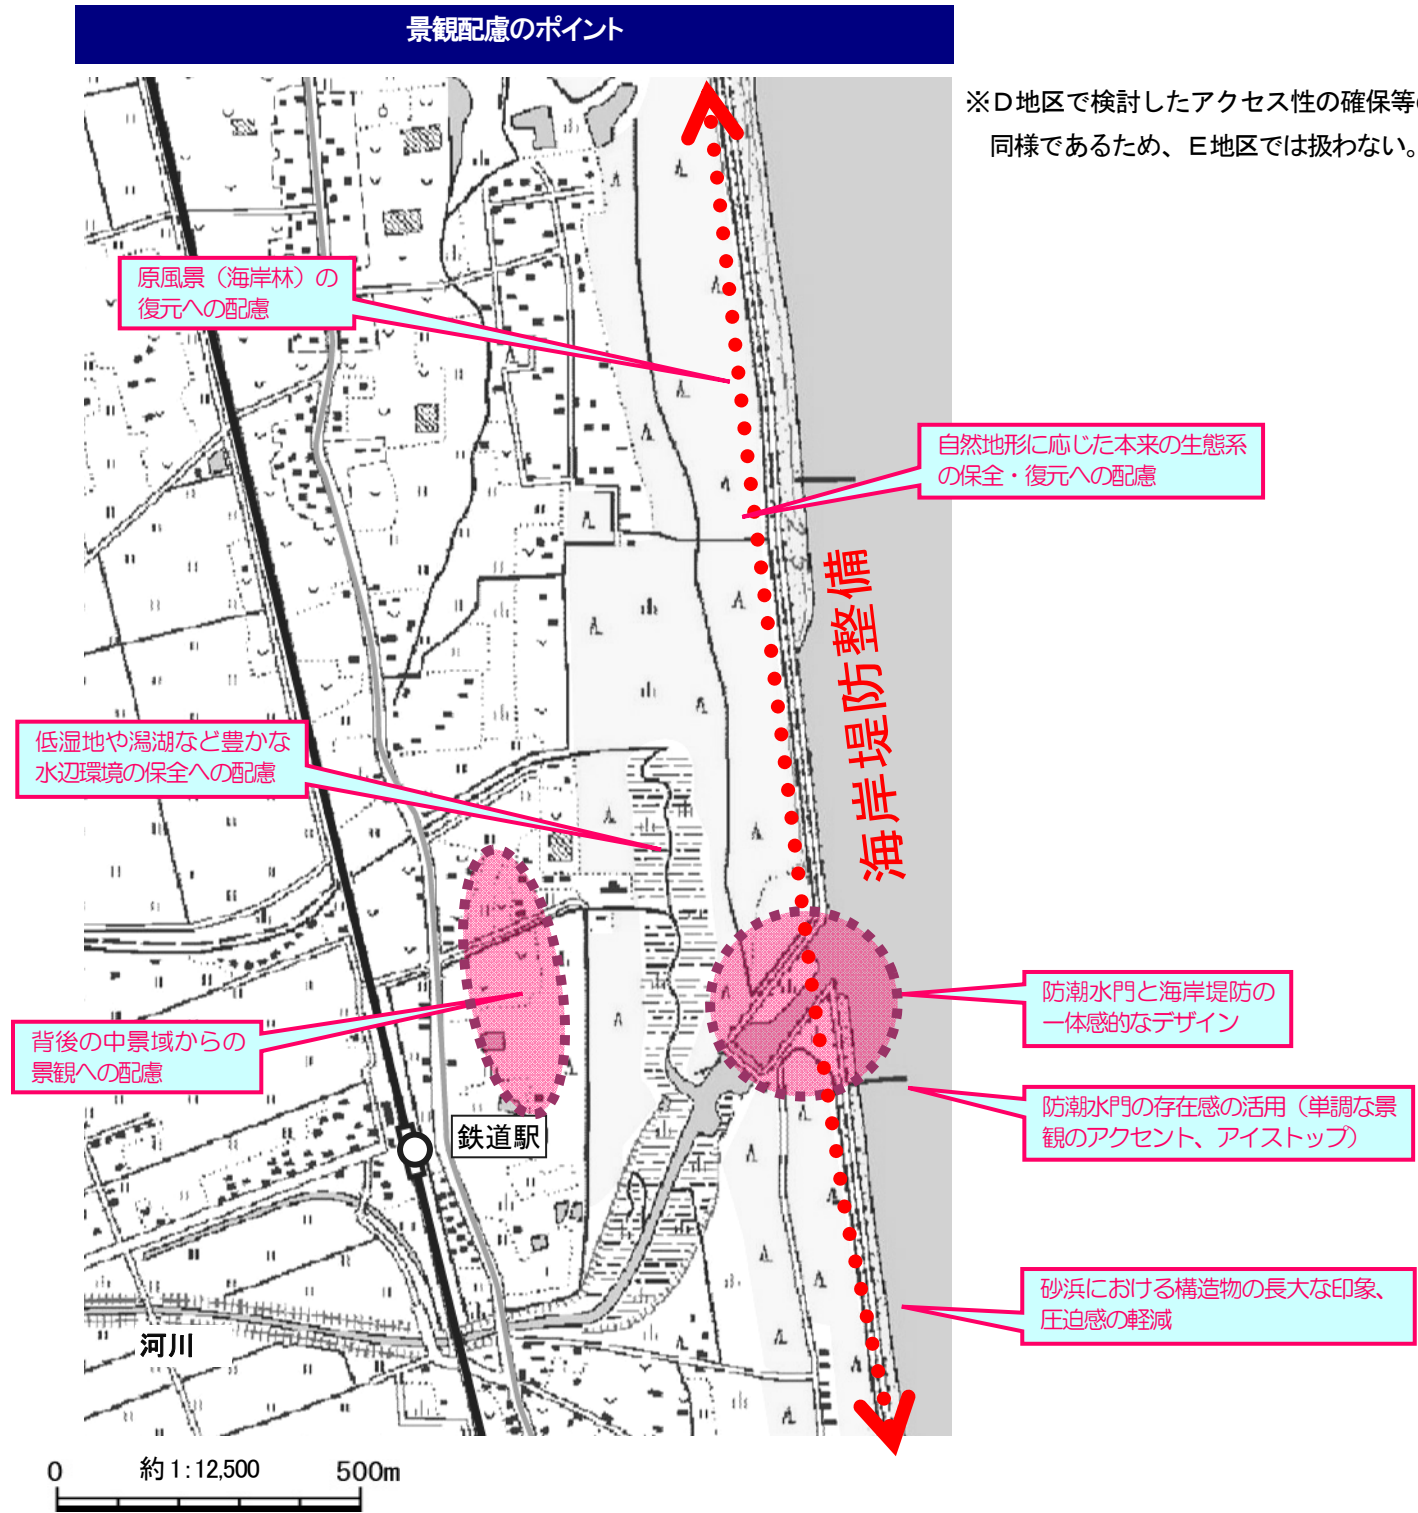 景観配慮のポイント
※D地区で検討したアクセス性の確保等
同様であるため、E地区では扱わない。
原風景（海岸林）の
復元への配慮
自然地形に応じた本来の生態系
の保全・復元への配慮
海岸堤防整備
低湿地や潟湖など豊かな
水辺環境の保全への配慮
防潮水門と海岸堤防の
一体感的なデザイン
背後の中景域からの
景観への配慮
防潮水門の存在感の活用（単調な景
観のアクセント、アイストップ）
鉄道駅
砂浜における構造物の長大な印象、
圧迫感の軽減
河川
0 約1:12,500 500m